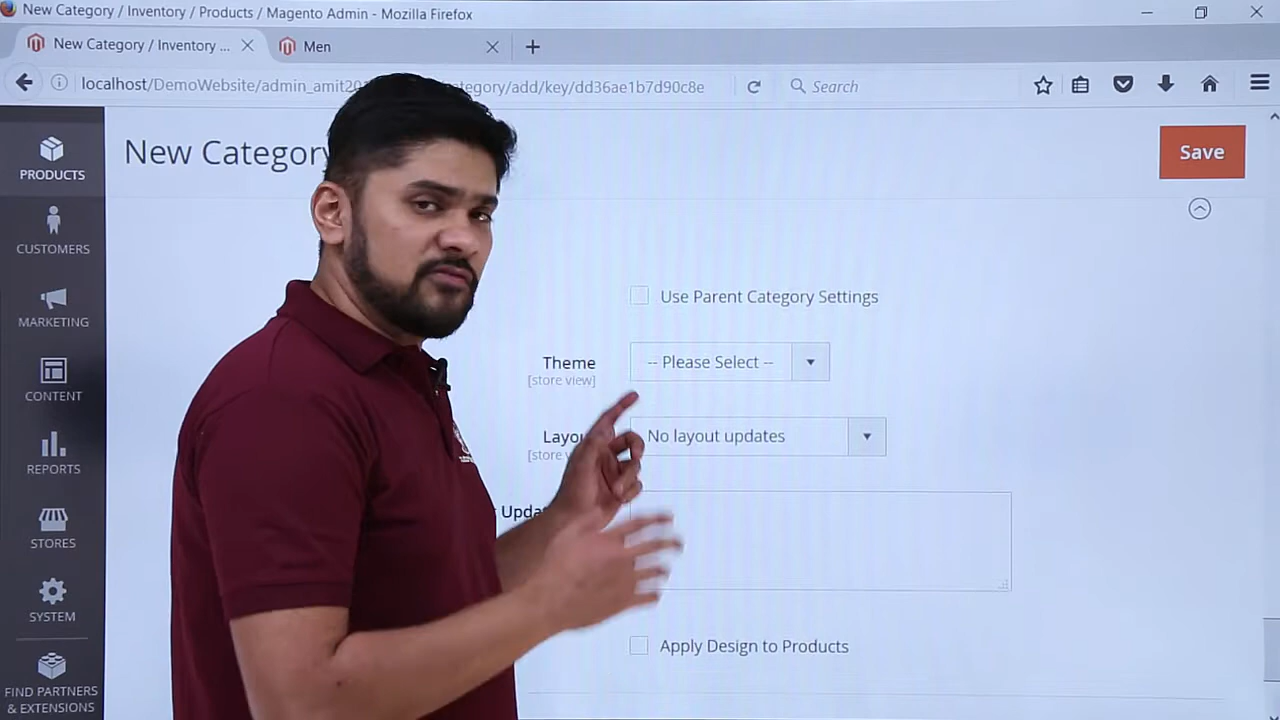 New Category / Inventory / Products / Magento Admin - Mozilla Firefox
New Category / Inventory ...
Men
localhost/DemoWebsite/admin_amit20 tegory/add/key/dd36ae1b7d90c8e
Search
New Category
Save
PRODUCTS
CUSTOMERS
MARKETING
CONTENT
REPORTS
STORES
SYSTEM
FIND PARTNERS
& EXTENSIONS
Use Parent Category Settings
Theme
[store view]
-- Please Select --
No layout updates
Apply Design to Products